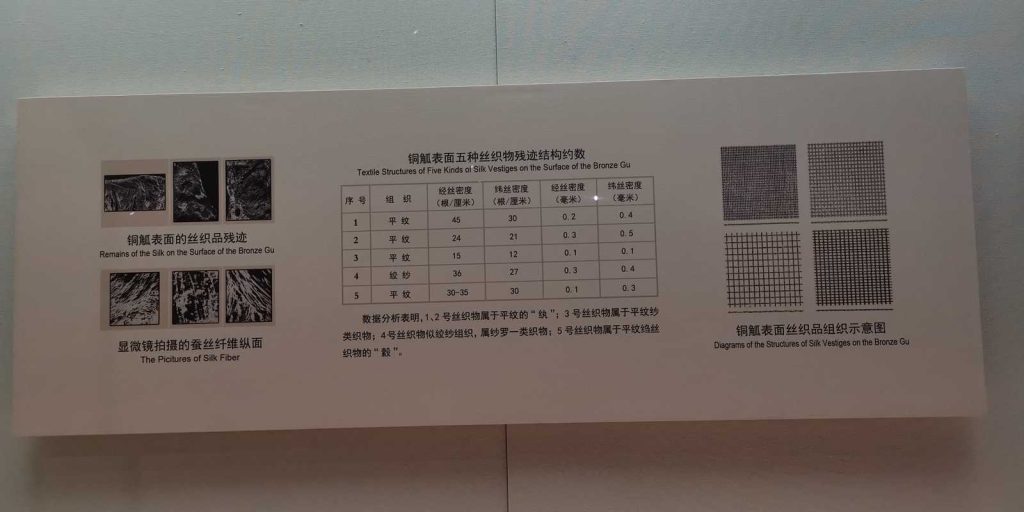 铜觚表面的丝织品残迹
Remains of the Silk on the Surface of the Bronze Gu
显微镜拍摄的蚕丝纤维纵面
The Picitures of Silk Fiber
铜觚表面五种丝织物残迹结构约数
Textile Structures of Five Kinds of Silk Vestiges on the Surface of the Bronze Gu
序 号 组 织 经丝密度（根/厘米） 纬丝密度（根/厘米） 经丝密度（毫米） 纬丝密度（毫米）
1 平 纹 45 30 0.2 0.4
2 平 纹 24 21 0.3 0.5
3 平 纹 15 12 0.1 0.1
4 绞 纱 36 27 0.3 0.4
5 平 纹 30-35 30 0.1 0.3
数据分析表明，1、2 号丝织物属于平纹的“纨”；3 号丝织物属于平纹纱
类织物；4号丝织物似绞纱组织，属纱罗一类织物；5 号丝织物属于平纹绉丝
织物的“縠”。
铜觚表面丝织品组织示意图
Diagrams of the Structures of Silk Vestiges on the Bronze Gu